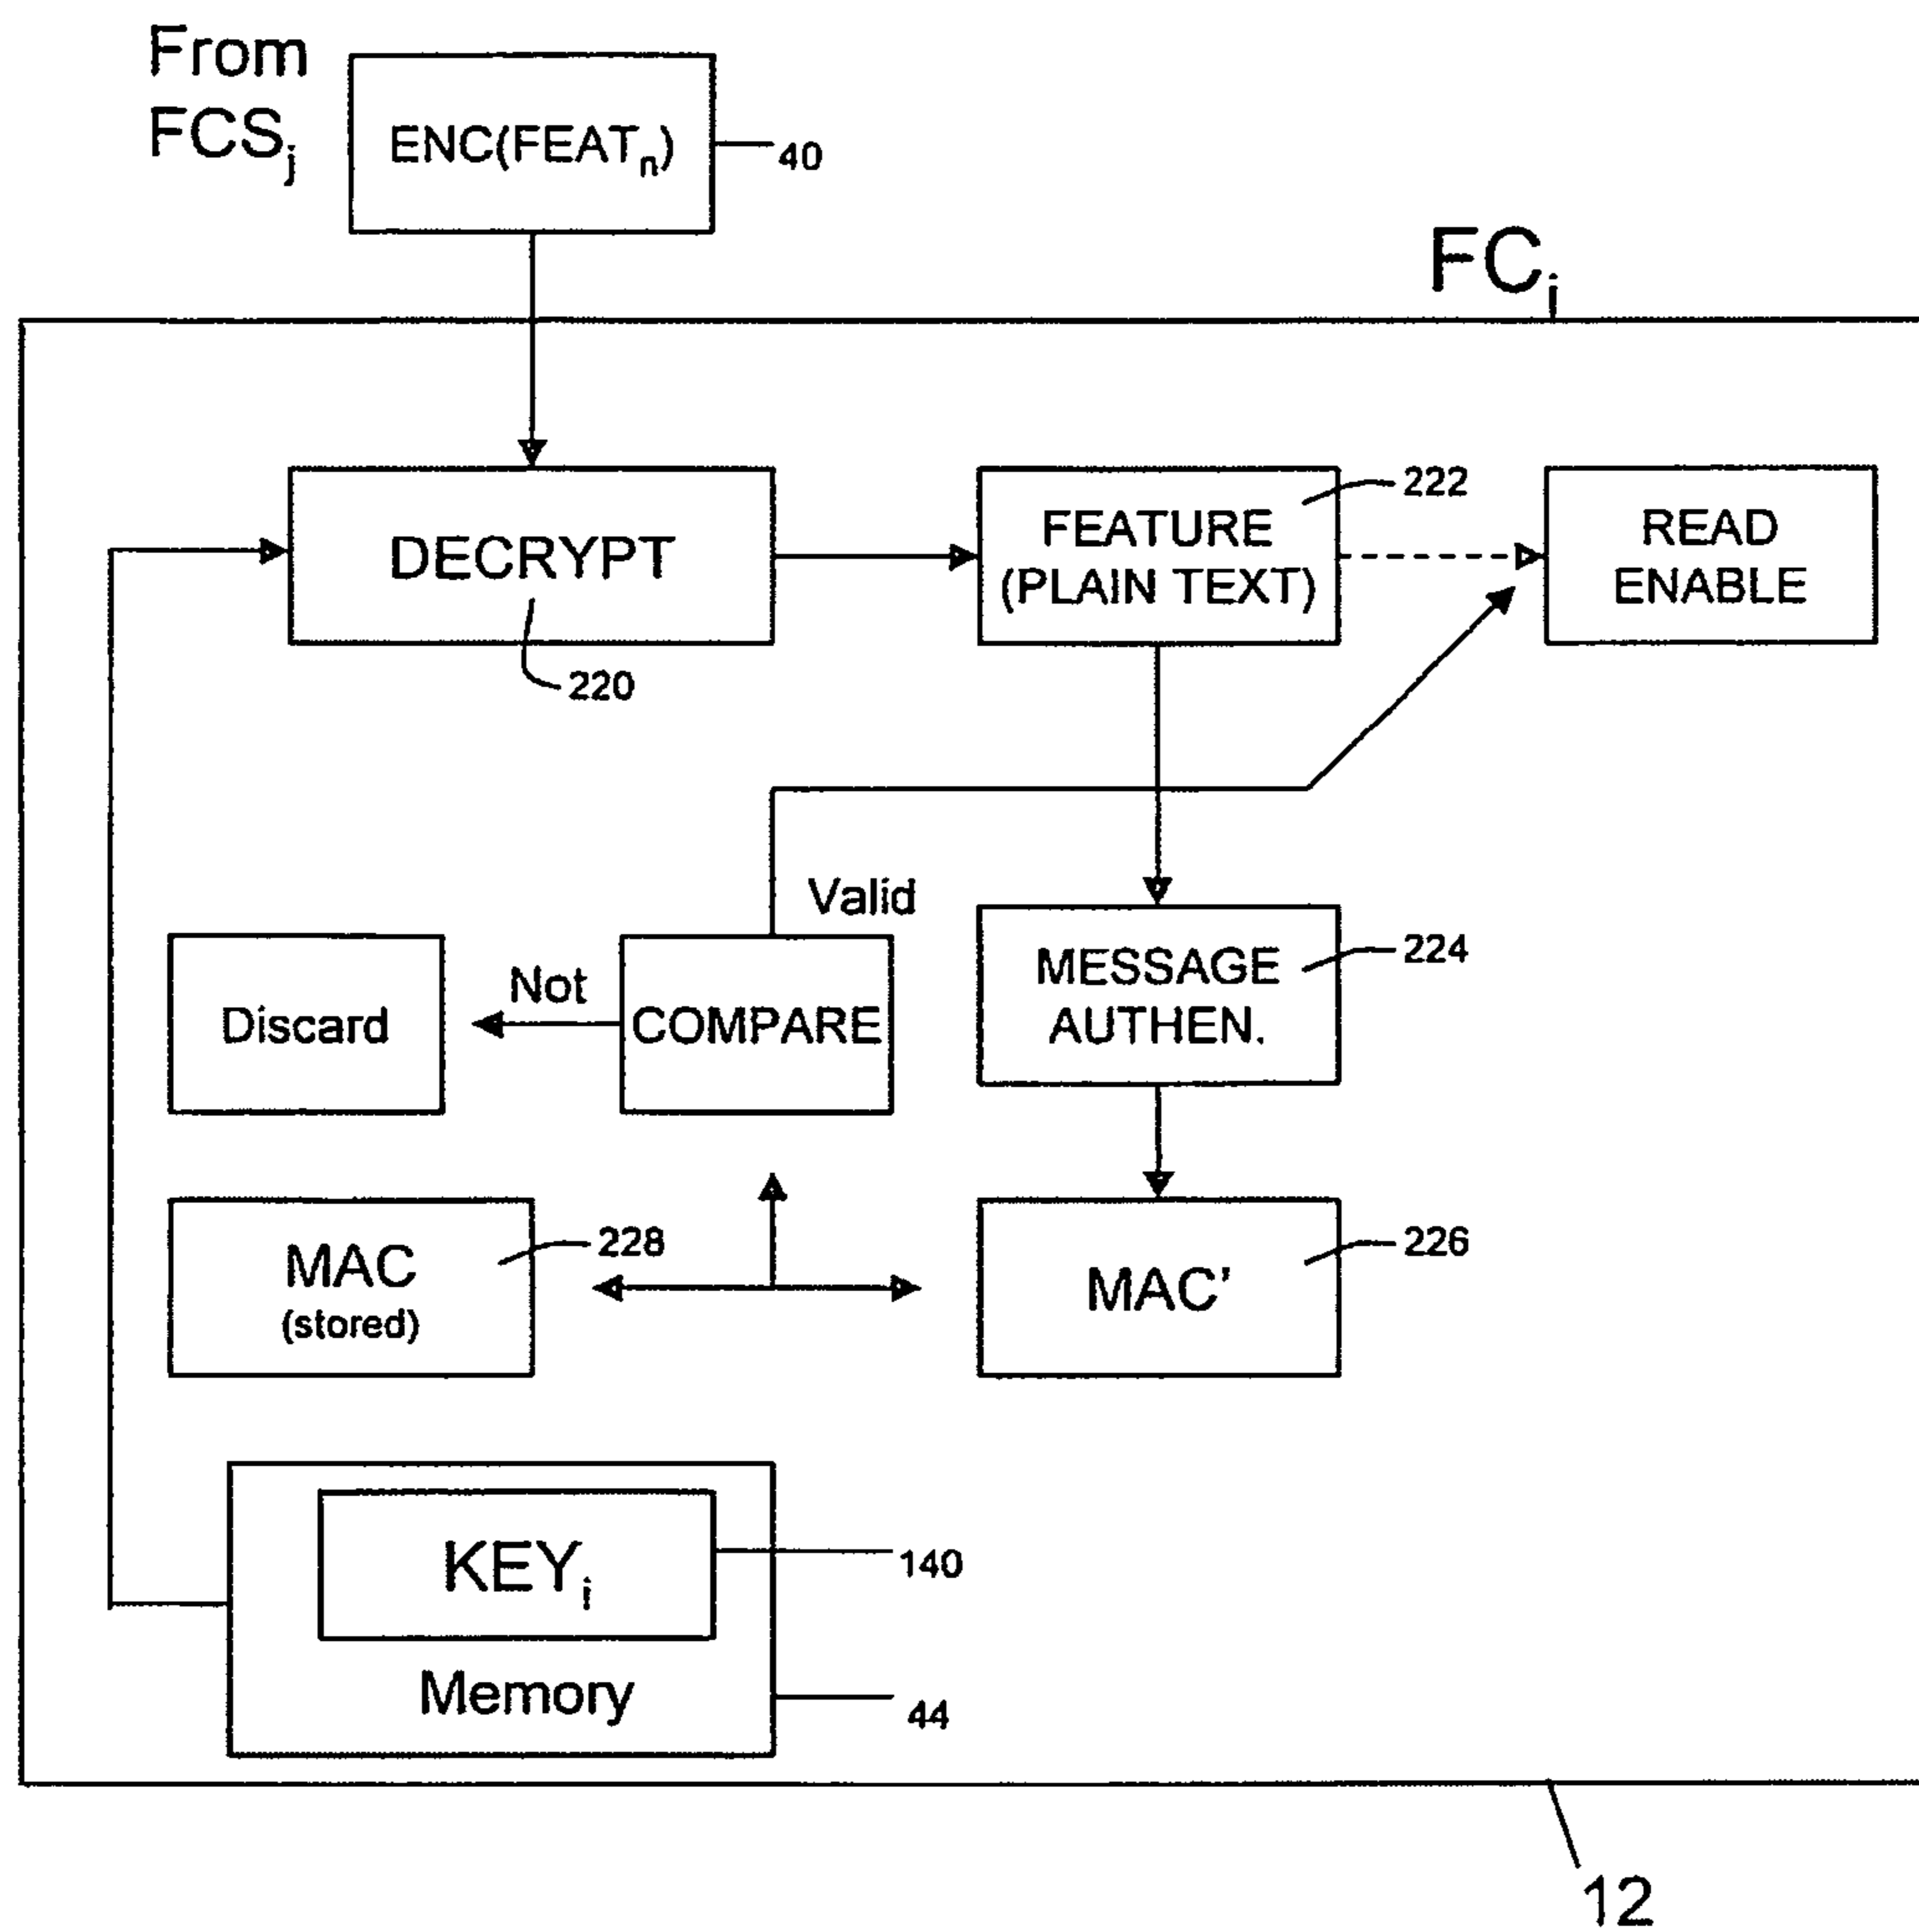 From
FCSj
ENC(FEATn)
40
FCi
DECRYPT
220
FEATURE
(PLAIN TEXT)
222
READ
ENABLE
Valid
Discard
Not
COMPARE
MESSAGE
AUTHEN.
224
MAC
(stored)
228
MAC'
226
KEYi
140
Memory
44
12